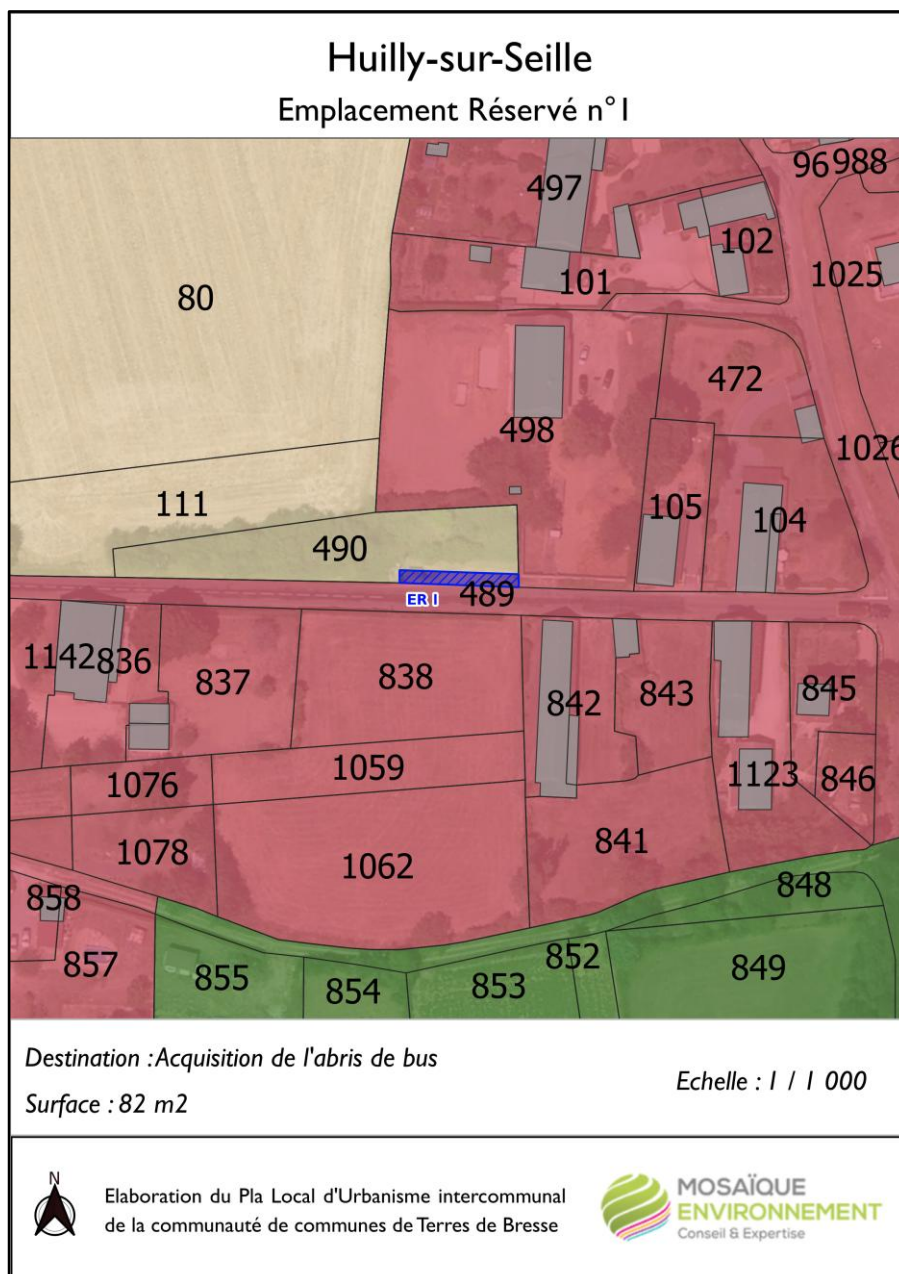 Huilly-sur-Seille
Emplacement Réservé n°1
96 988
497
102
101
1025
80
472
498
1026
111
105
104
490
489
ER I
1142 836
837
838
842
843
845
1059
1076
1123
846
1078
1062
841
848
858
857
855
854
853
852
849
Destination : Acquisition de l'abris de bus
Surface : 82 m2
Echelle : 1 / 1 000
N
Elaboration du Pla Local d'Urbanisme intercommunal
de la communauté de communes de Terres de Bresse
MOSAÏQUE
ENVIRONNEMENT
Conseil & Expertise